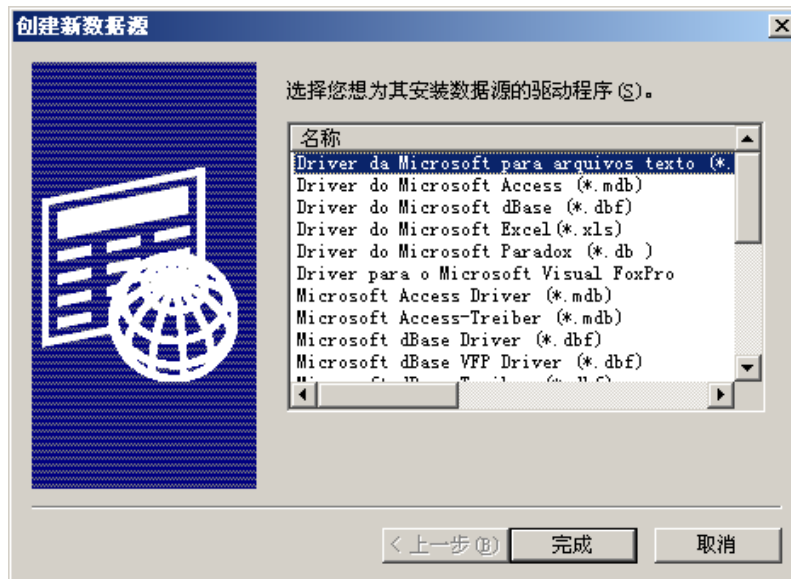 创建新数据源
选择您想为其安装数据源的驱动程序(S)。
名称
Driver da Microsoft para arquivos texto (*.
Driver do Microsoft Access (*.mdb)
Driver do Microsoft dBase (*.dbf)
Driver do Microsoft Excel(*.xls)
Driver do Microsoft Paradox (*.db )
Driver para o Microsoft Visual FoxPro
Microsoft Access Driver (*.mdb)
Microsoft Access-Treiber (*.mdb)
Microsoft dBase Driver (*.dbf)
Microsoft dBase VFP Driver (*.dbf)
< 上一步(B)
完成
取消